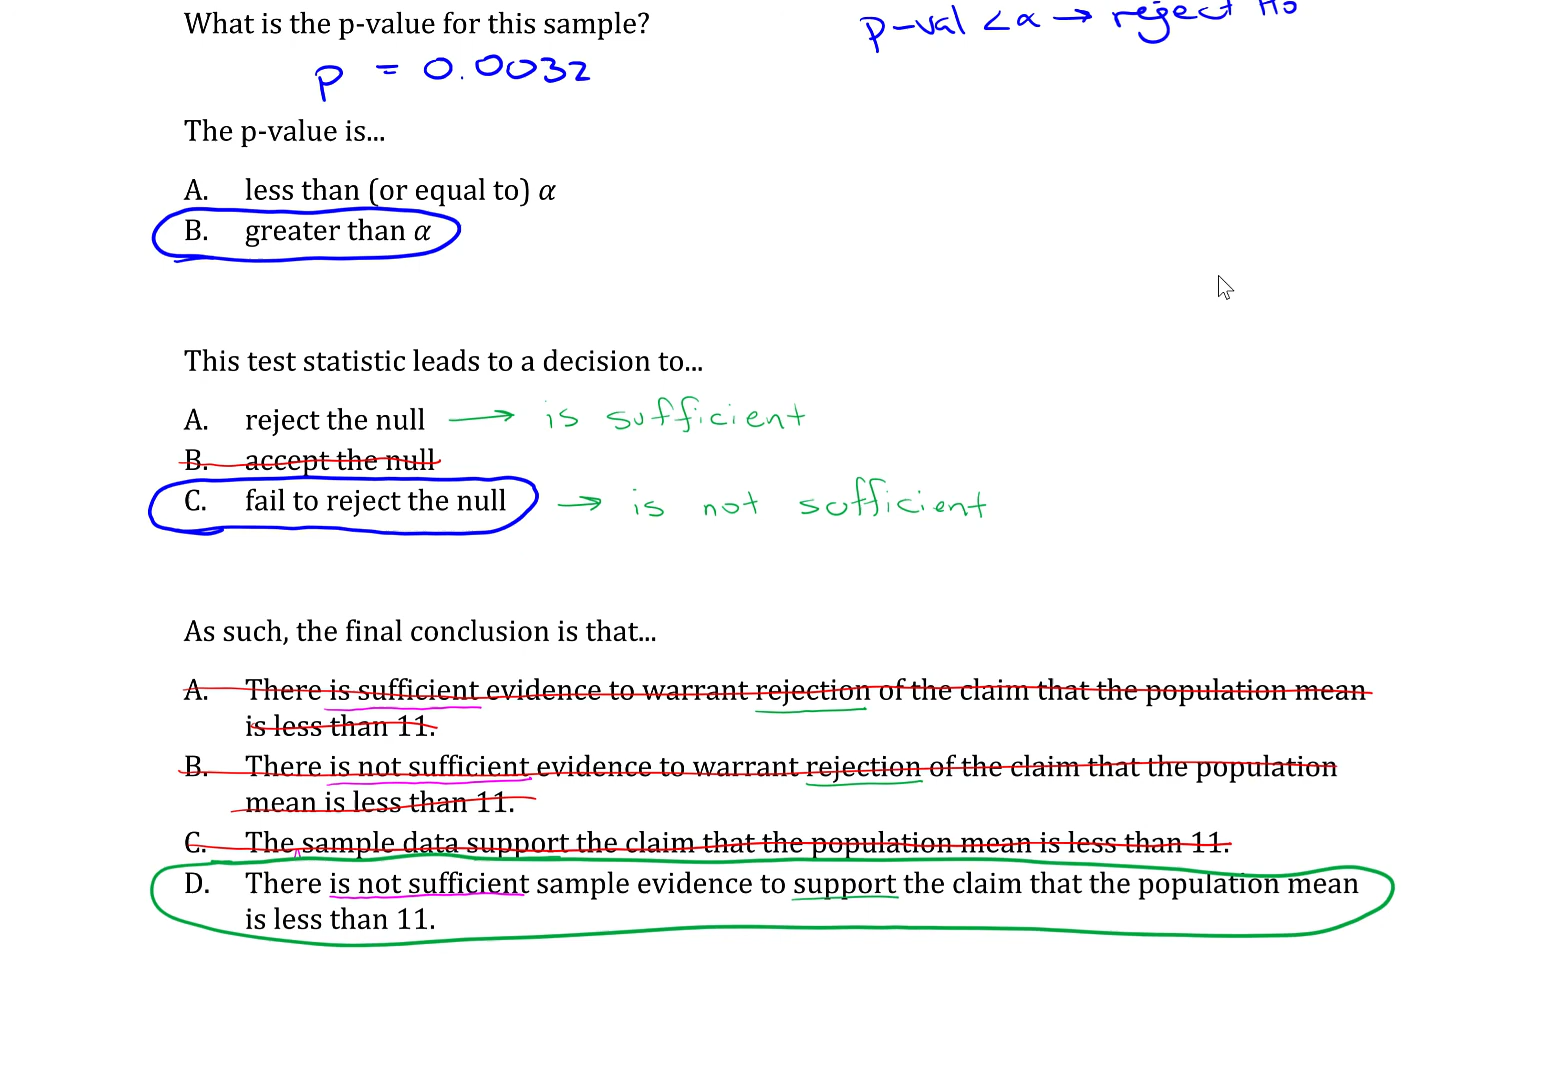 What is the p-value for this sample?
p-val < α → reject H₀
p = 0.0032
The p-value is...
A. less than (or equal to) α
B. greater than α
This test statistic leads to a decision to...
A. reject the null → is sufficient
B. accept the null
C. fail to reject the null → is not sufficient
As such, the final conclusion is that...
A. There is sufficient evidence to warrant rejection of the claim that the population mean
is less than 11.
B. There is not sufficient evidence to warrant rejection of the claim that the population
mean is less than 11.
C. The sample data support the claim that the population mean is less than 11.
D. There is not sufficient sample evidence to support the claim that the population mean
is less than 11.